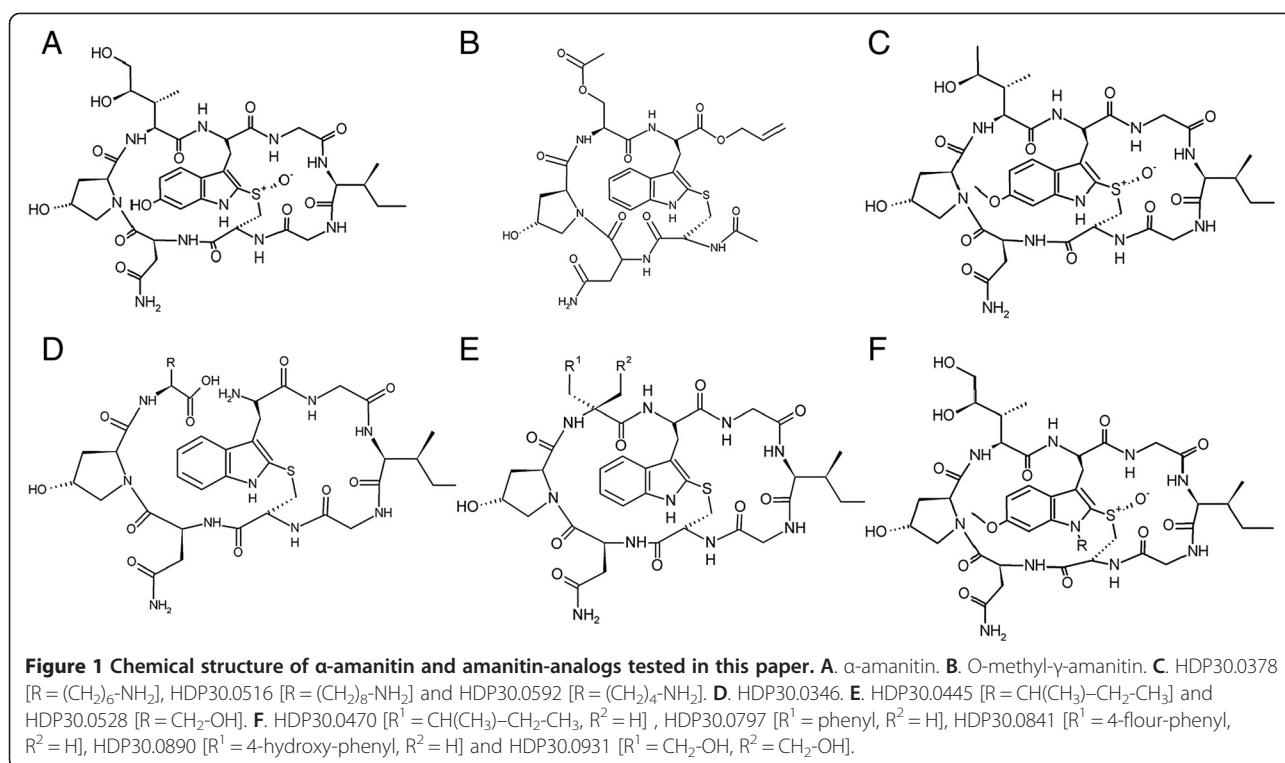 A
B
C
D
E
F
Figure 1 Chemical structure of α-amanitin and amanitin-analogs tested in this paper. A. α-amanitin. B. O-methyl-γ-amanitin. C. HDP30.0378
[R = (CH2)6-NH2], HDP30.0516 [R = (CH2)8-NH2] and HDP30.0592 [R = (CH2)4-NH2]. D. HDP30.0346. E. HDP30.0445 [R = CH(CH3)–CH2-CH3] and
HDP30.0528 [R = CH2-OH]. F. HDP30.0470 [R¹ = CH(CH3)–CH2-CH3, R² = H] , HDP30.0797 [R¹ = phenyl, R² = H], HDP30.0841 [R¹ = 4-flour-phenyl,
R² = H], HDP30.0890 [R¹ = 4-hydroxy-phenyl, R² = H] and HDP30.0931 [R¹ = CH2-OH, R² = CH2-OH].